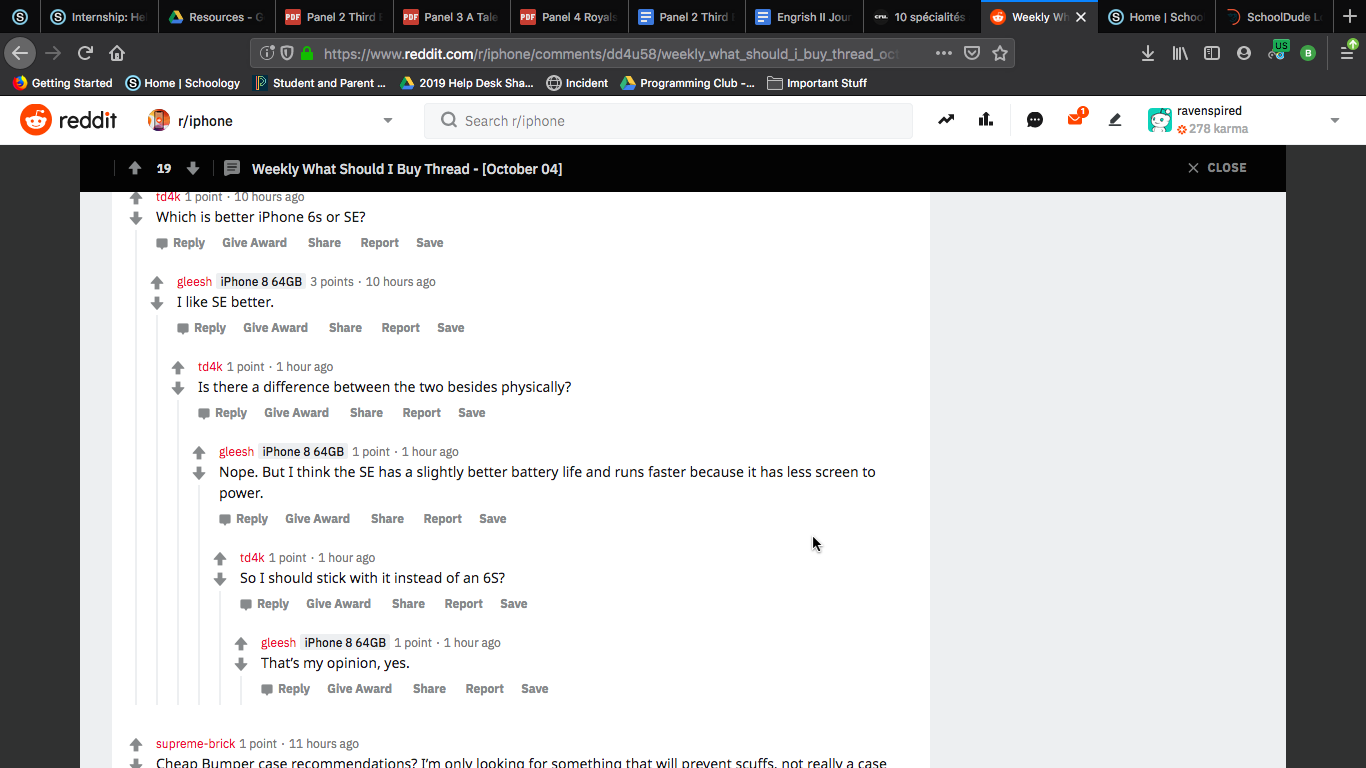 Internship: He
Resources - G
Panel 2 Third
Panel 3 A Tale
Panel 4 Royals
Panel 2 Third
Engrish II Jour
10 spécialités
Weekly Wh
Home | Schoo
SchoolDude L
https://www.reddit.com/r/iphone/comments/dd4u58/weekly_what_should_i_buy_thread_oc
US
B
Getting Started
Home | Schoology
Student and Parent ...
2019 Help Desk Sha...
Incident
Programming Club -...
Important Stuff
reddit
r/iphone
Search r/iphone
1
ravenspired
278 karma
19
Weekly What Should I Buy Thread - [October 04]
CLOSE
td4k 1 point · 10 hours ago
Which is better iPhone 6s or SE?
Reply Give Award Share Report Save
gleesh iPhone 8 64GB 3 points · 10 hours ago
I like SE better.
Reply Give Award Share Report Save
td4k 1 point · 1 hour ago
Is there a difference between the two besides physically?
Reply Give Award Share Report Save
gleesh iPhone 8 64GB 1 point · 1 hour ago
Nope. But I think the SE has a slightly better battery life and runs faster because it has less screen to
power.
Reply Give Award Share Report Save
td4k 1 point · 1 hour ago
So I should stick with it instead of an 6S?
Reply Give Award Share Report Save
gleesh iPhone 8 64GB 1 point · 1 hour ago
That's my opinion, yes.
Reply Give Award Share Report Save
supreme-brick 1 point · 11 hours ago
Cheap Bumper case recommendations? I'm only looking for something that will prevent scuffs, not really a case